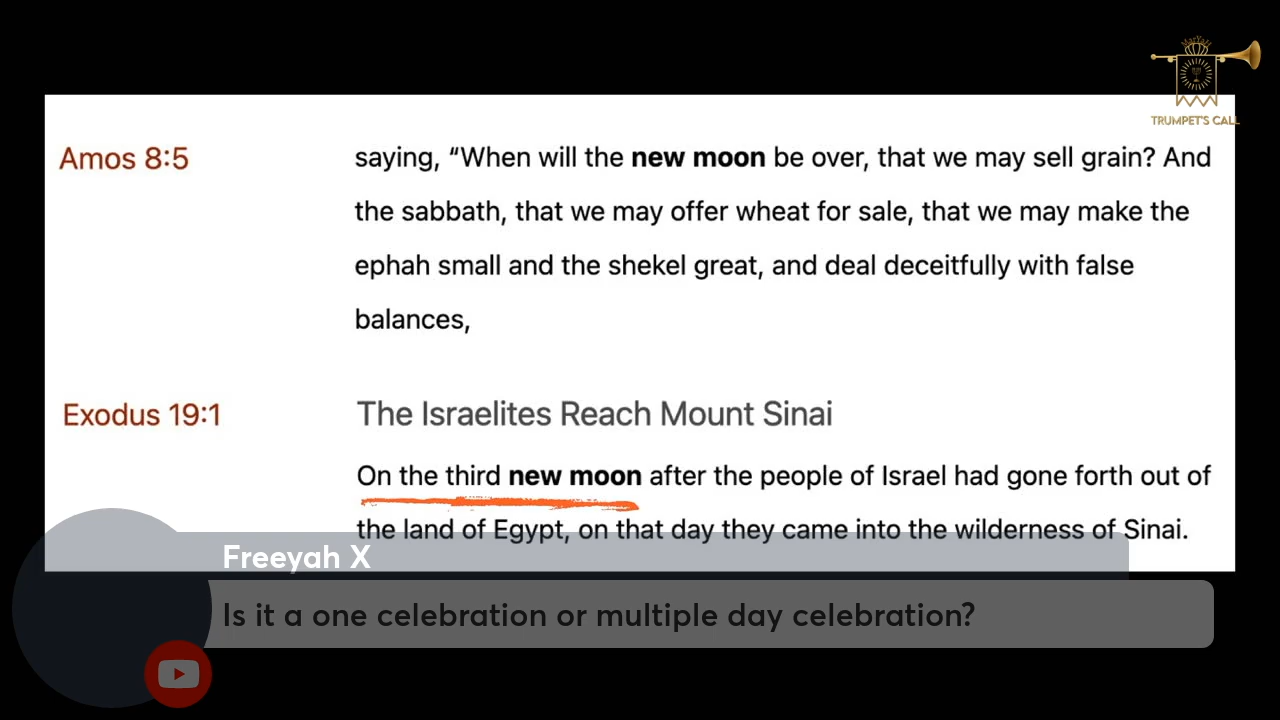 TRUMPET'S CALL
Amos 8:5
saying, “When will the new moon be over, that we may sell grain? And
the sabbath, that we may offer wheat for sale, that we may make the
ephah small and the shekel great, and deal deceitfully with false
balances,
Exodus 19:1
The Israelites Reach Mount Sinai
On the third new moon after the people of Israel had gone forth out of
the land of Egypt, on that day they came into the wilderness of Sinai.
Freeyah X
Is it a one celebration or multiple day celebration?